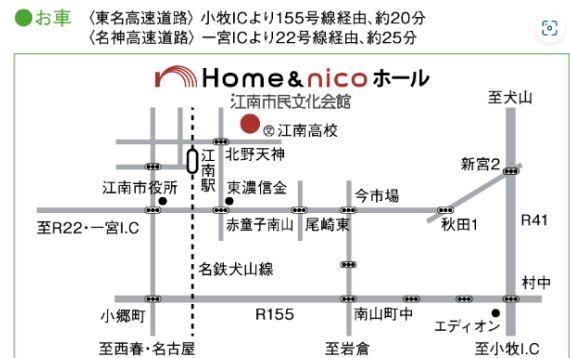 ●お車 〈東名高速道路〉 小牧ICより155号線経由、約20分
〈名神高速道路〉 一宮ICより22号線経由、約25分
Home&nicoホール
江南市民文化会館
至犬山
文 江南高校
北野天神
江南駅
新宮2
江南市役所
東濃信金
今市場
至R22・一宮I.C
赤童子南山
尾崎東
秋田1
R41
名鉄犬山線
村中
小郷町
R155
南山町中
エディオン
至西春・名古屋
至岩倉
至小牧I.C